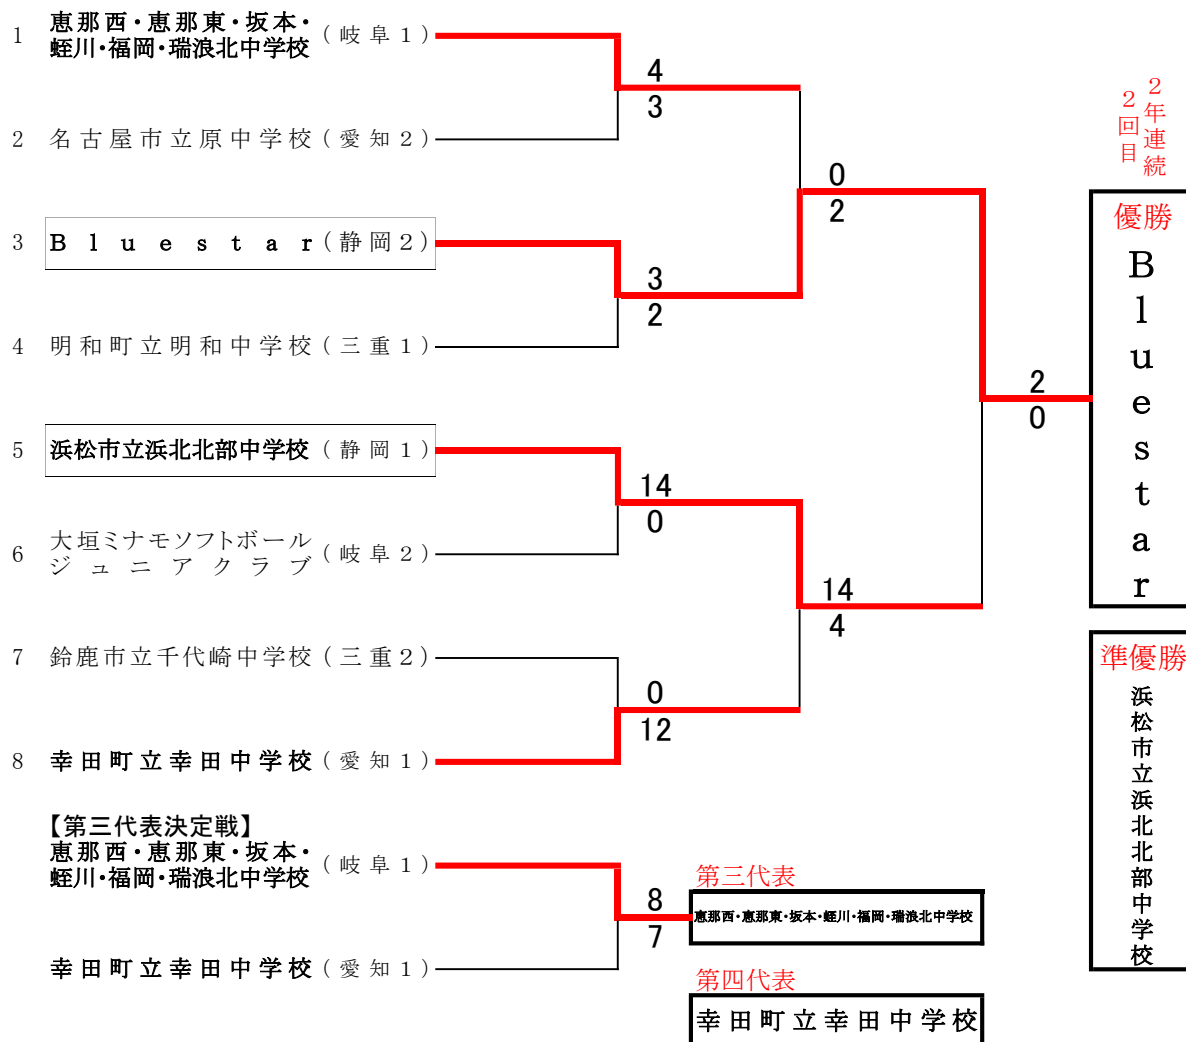 1 恵那西・恵那東・坂本・
蛭川・福岡・瑞浪北中学校 (岐阜1)
4
3
2 名古屋市立原中学校 (愛知2)
0
2
3 Bluestar (静岡2)
3
2
4 明和町立明和中学校 (三重1)
2
0
5 浜松市立浜北北部中学校 (静岡1)
14
0
6 大垣ミナモソフトボール
ジュニアクラブ (岐阜2)
14
4
7 鈴鹿市立千代崎中学校 (三重2)
0
12
8 幸田町立幸田中学校 (愛知1)
2年連続
2回目
優勝
Bluestar
準優勝
浜松市立浜北北部中学校
【第三代表決定戦】
恵那西・恵那東・坂本・
蛭川・福岡・瑞浪北中学校 (岐阜1)
8
7
幸田町立幸田中学校 (愛知1)
第三代表
恵那西・恵那東・坂本・蛭川・福岡・瑞浪北中学校
第四代表
幸田町立幸田中学校